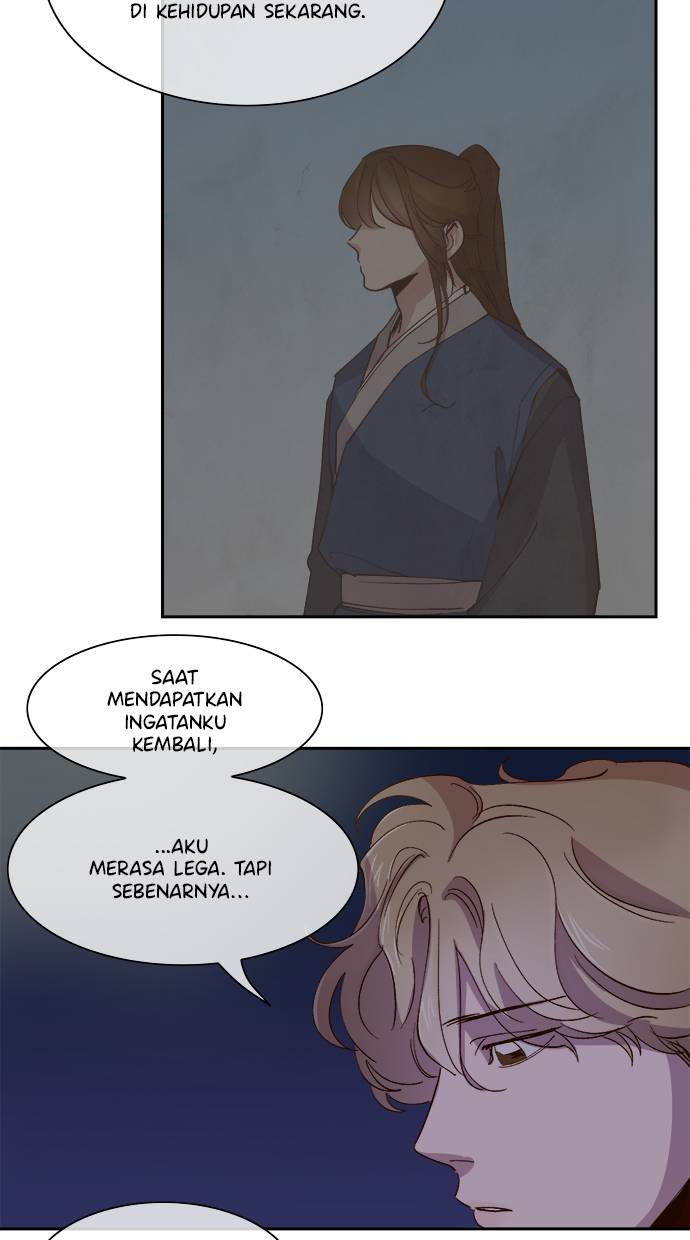 DI KEHIDUPAN SEKARANG.
SAAT
MENDAPATKAN
INGATANKU
KEMBALI,
...AKU
MERASA LEGA. TAPI
SEBENARNYA...